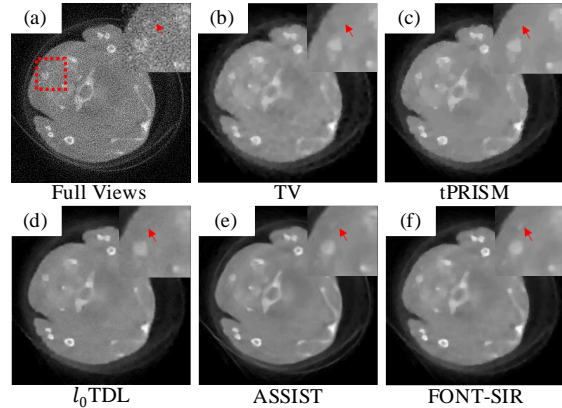 (a) (b) (c)
Full Views TV tPRISM
(d) (e) (f)
l₀TDL ASSIST FONT-SIR